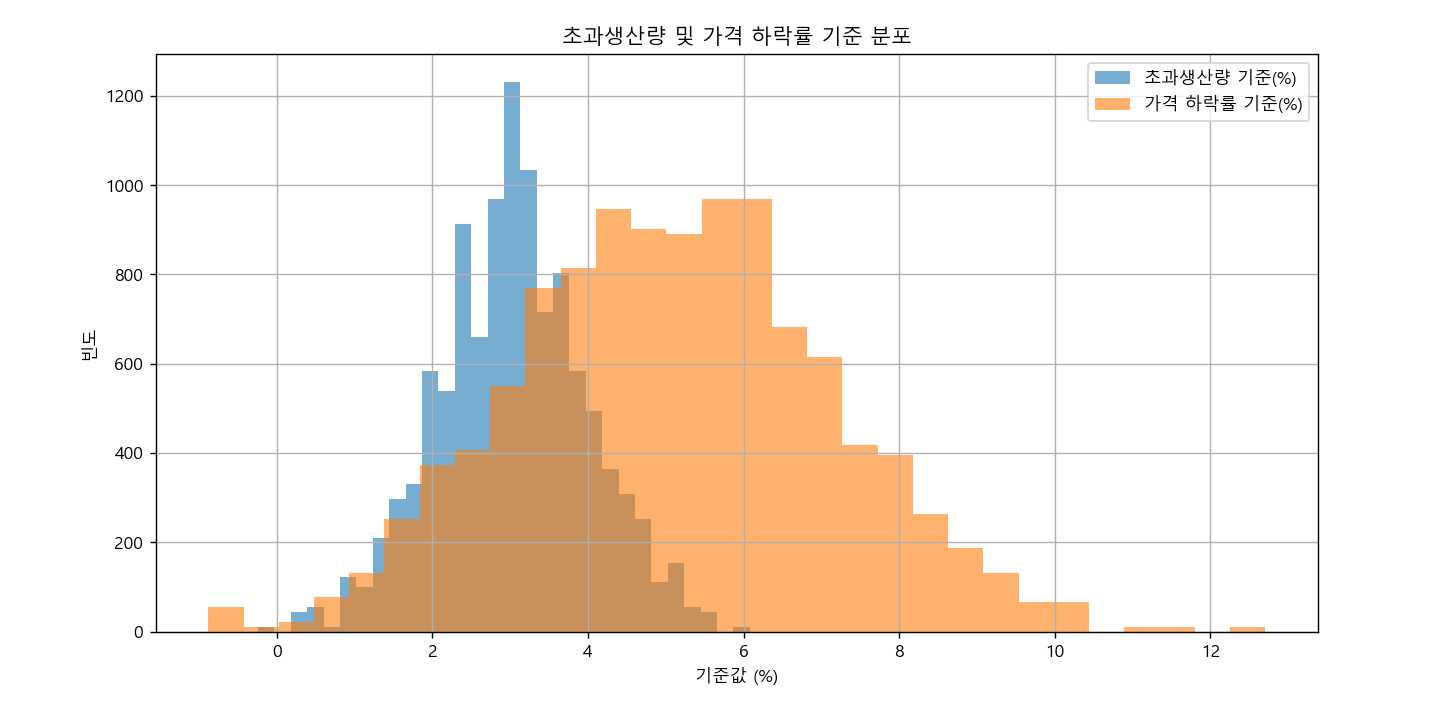 초과생산량 및 가격 하락률 기준 분포
초과생산량 기준(%)
가격 하락률 기준(%)
빈도
1200
1000
800
600
400
200
0
0 2 4 6 8 10 12
기준값 (%)